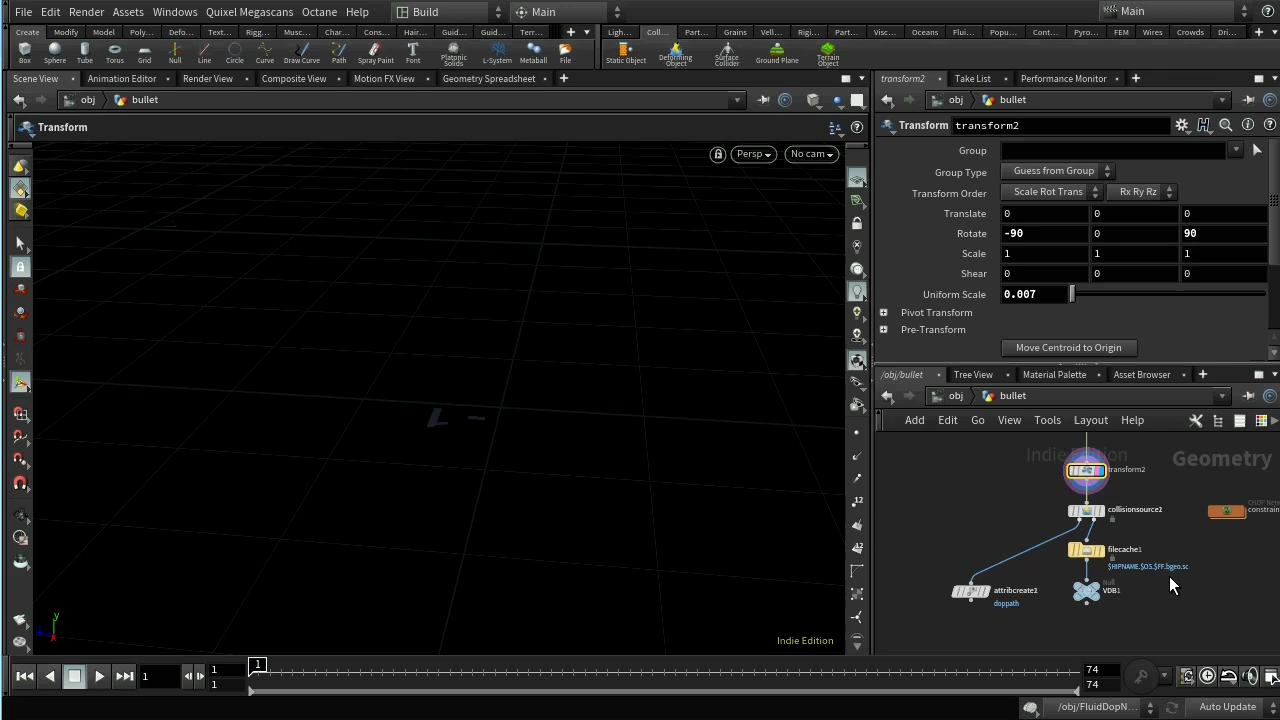 File Edit Render Assets Windows Quixel Megascans Octane Help Build Main Main
Create Modify Model Poly... Defo... Text... Rigg... Musc... Char... Cons... Hair... Guid... Guid... Terr... Ligh... Coll... Part... Grains Vell... Rigi... Part... Visc... Oceans Flui... Popu... Cont... Pyro... FEM Wires Crowds Dri...
Box Sphere Tube Torus Grid Null Line Circle Curve Draw Curve Path Spray Paint Font Platonic Solids L-System Metaball File Static Object Deforming Object Surface Collider Ground Plane Terrain Object
Scene View Animation Editor Render View Composite View Motion FX View Geometry Spreadsheet transform2 Take List Performance Monitor
obj bullet obj bullet
Transform Transform transform2
Persp No cam Group
Group Type Guess from Group
Transform Order Scale Rot Trans Rx Ry Rz
Translate 0 0 0
Rotate -90 0 90
Scale 1 1 1
Shear 0 0 0
Uniform Scale 0.007
Pivot Transform
Pre-Transform
Move Centroid to Origin
/obj/bullet Tree View Material Palette Asset Browser
obj bullet
Add Edit Go View Tools Layout Help
Indie Edition Geometry
transform2
collisionsource2
constrain
filecache1
$HIPNAME.$OS.$FF.bgeo.sc
Null
attribcreate2 VDB1
doppath
y
x
Indie Edition
1 1 1 74
1 74
/obj/FluidDopN... Auto Update